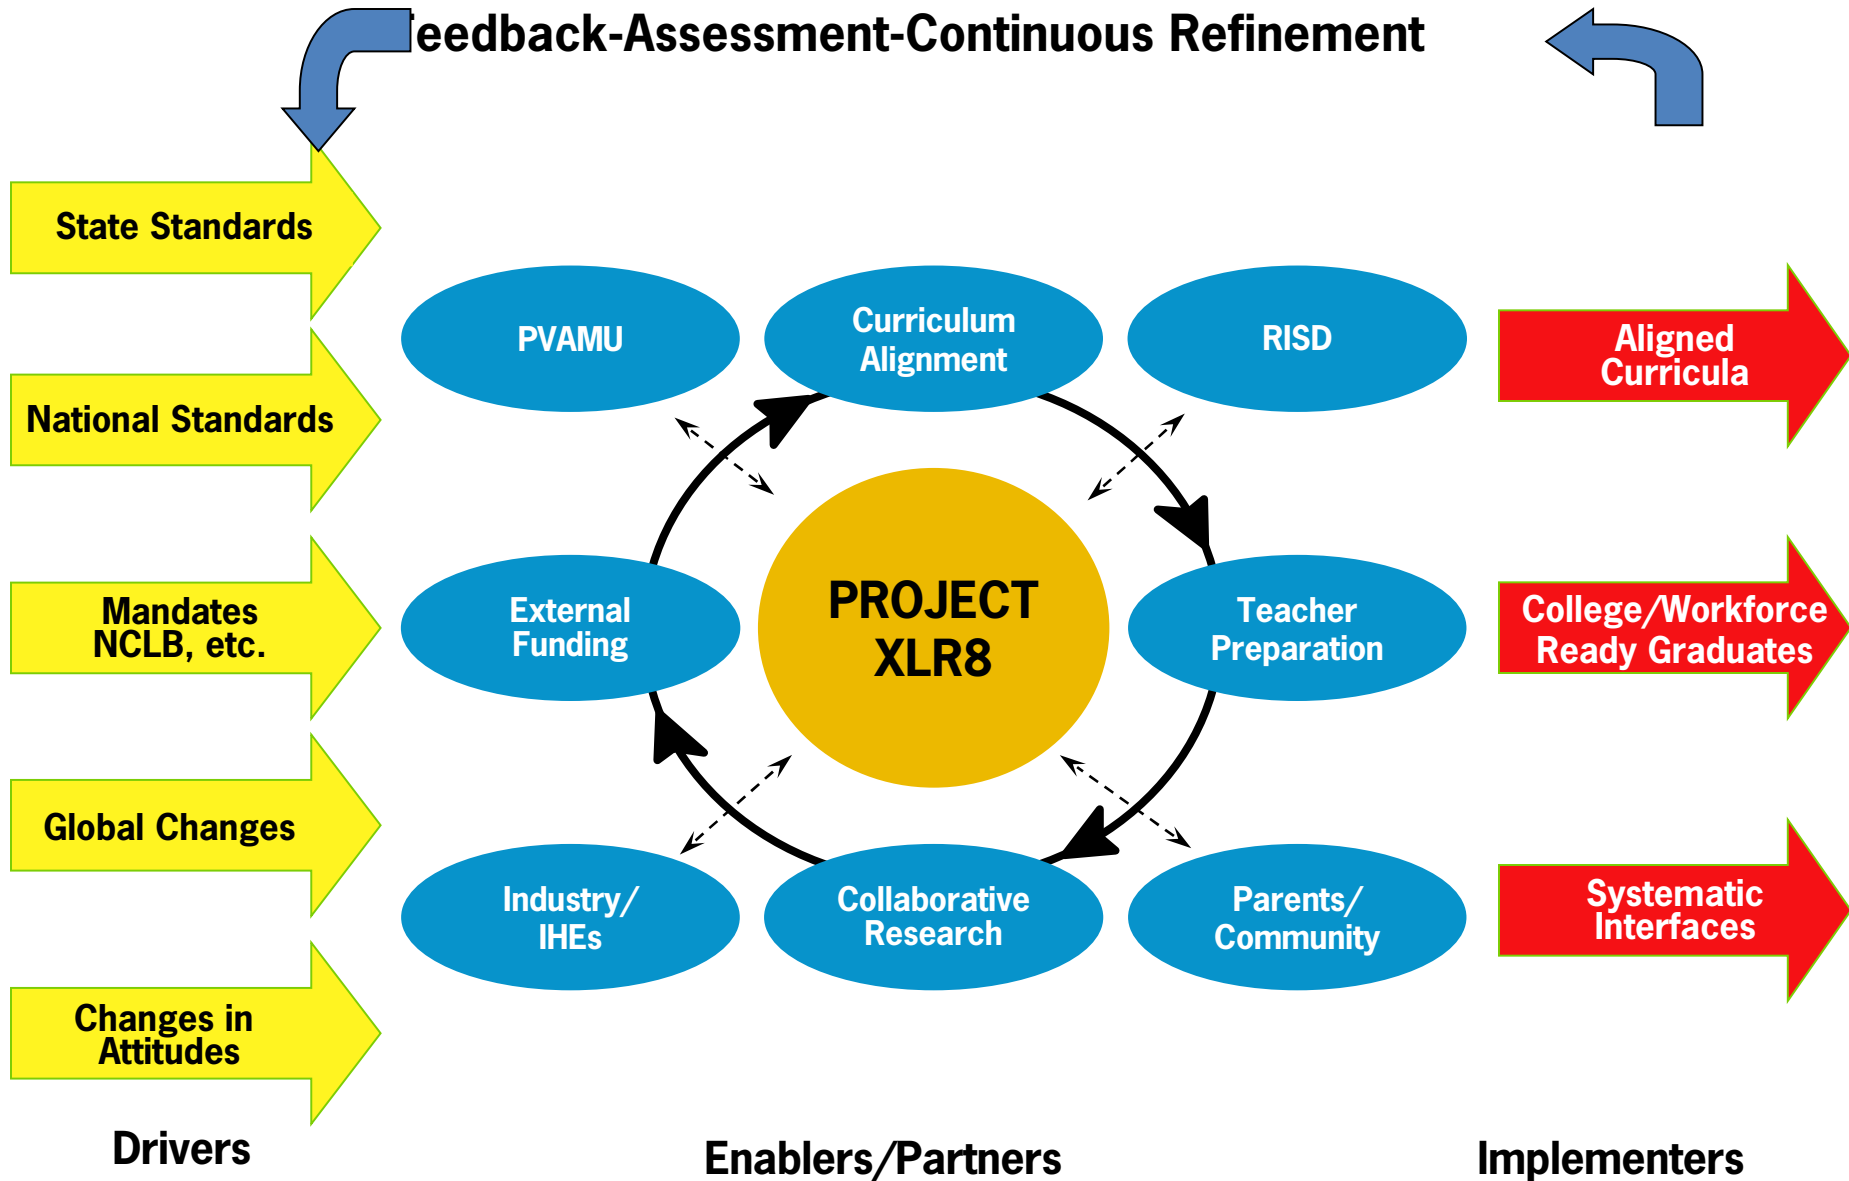 eedback-Assessment-Continuous Refinement
State Standards
National Standards
Mandates
NCLB, etc.
Global Changes
Changes in
Attitudes
Drivers
PVAMU
Curriculum
Alignment
RISD
External
Funding
PROJECT
XLR8
Teacher
Preparation
Industry/
IHEs
Collaborative
Research
Parents/
Community
Enablers/Partners
Aligned
Curricula
College/Workforce
Ready Graduates
Systematic
Interfaces
Implementers